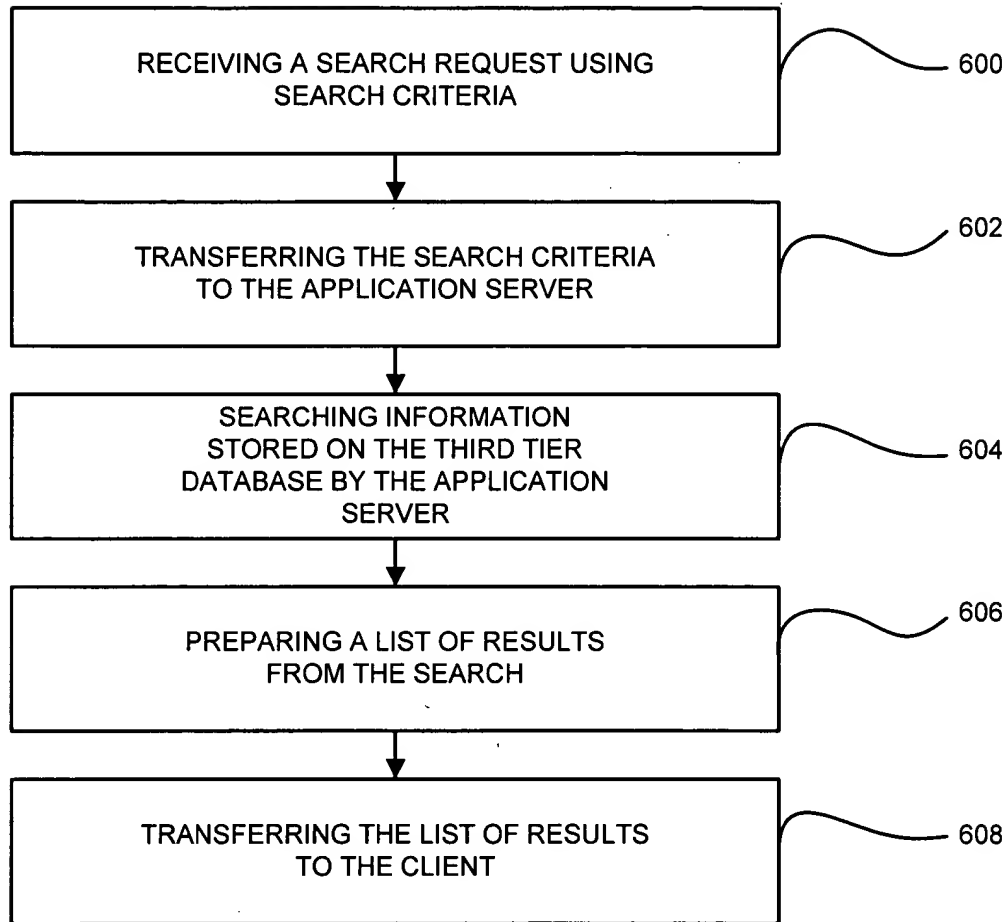 RECEIVING A SEARCH REQUEST USING
SEARCH CRITERIA
600
TRANSFERRING THE SEARCH CRITERIA
TO THE APPLICATION SERVER
602
SEARCHING INFORMATION
STORED ON THE THIRD TIER
DATABASE BY THE APPLICATION
SERVER
604
PREPARING A LIST OF RESULTS
FROM THE SEARCH
606
TRANSFERRING THE LIST OF RESULTS
TO THE CLIENT
608